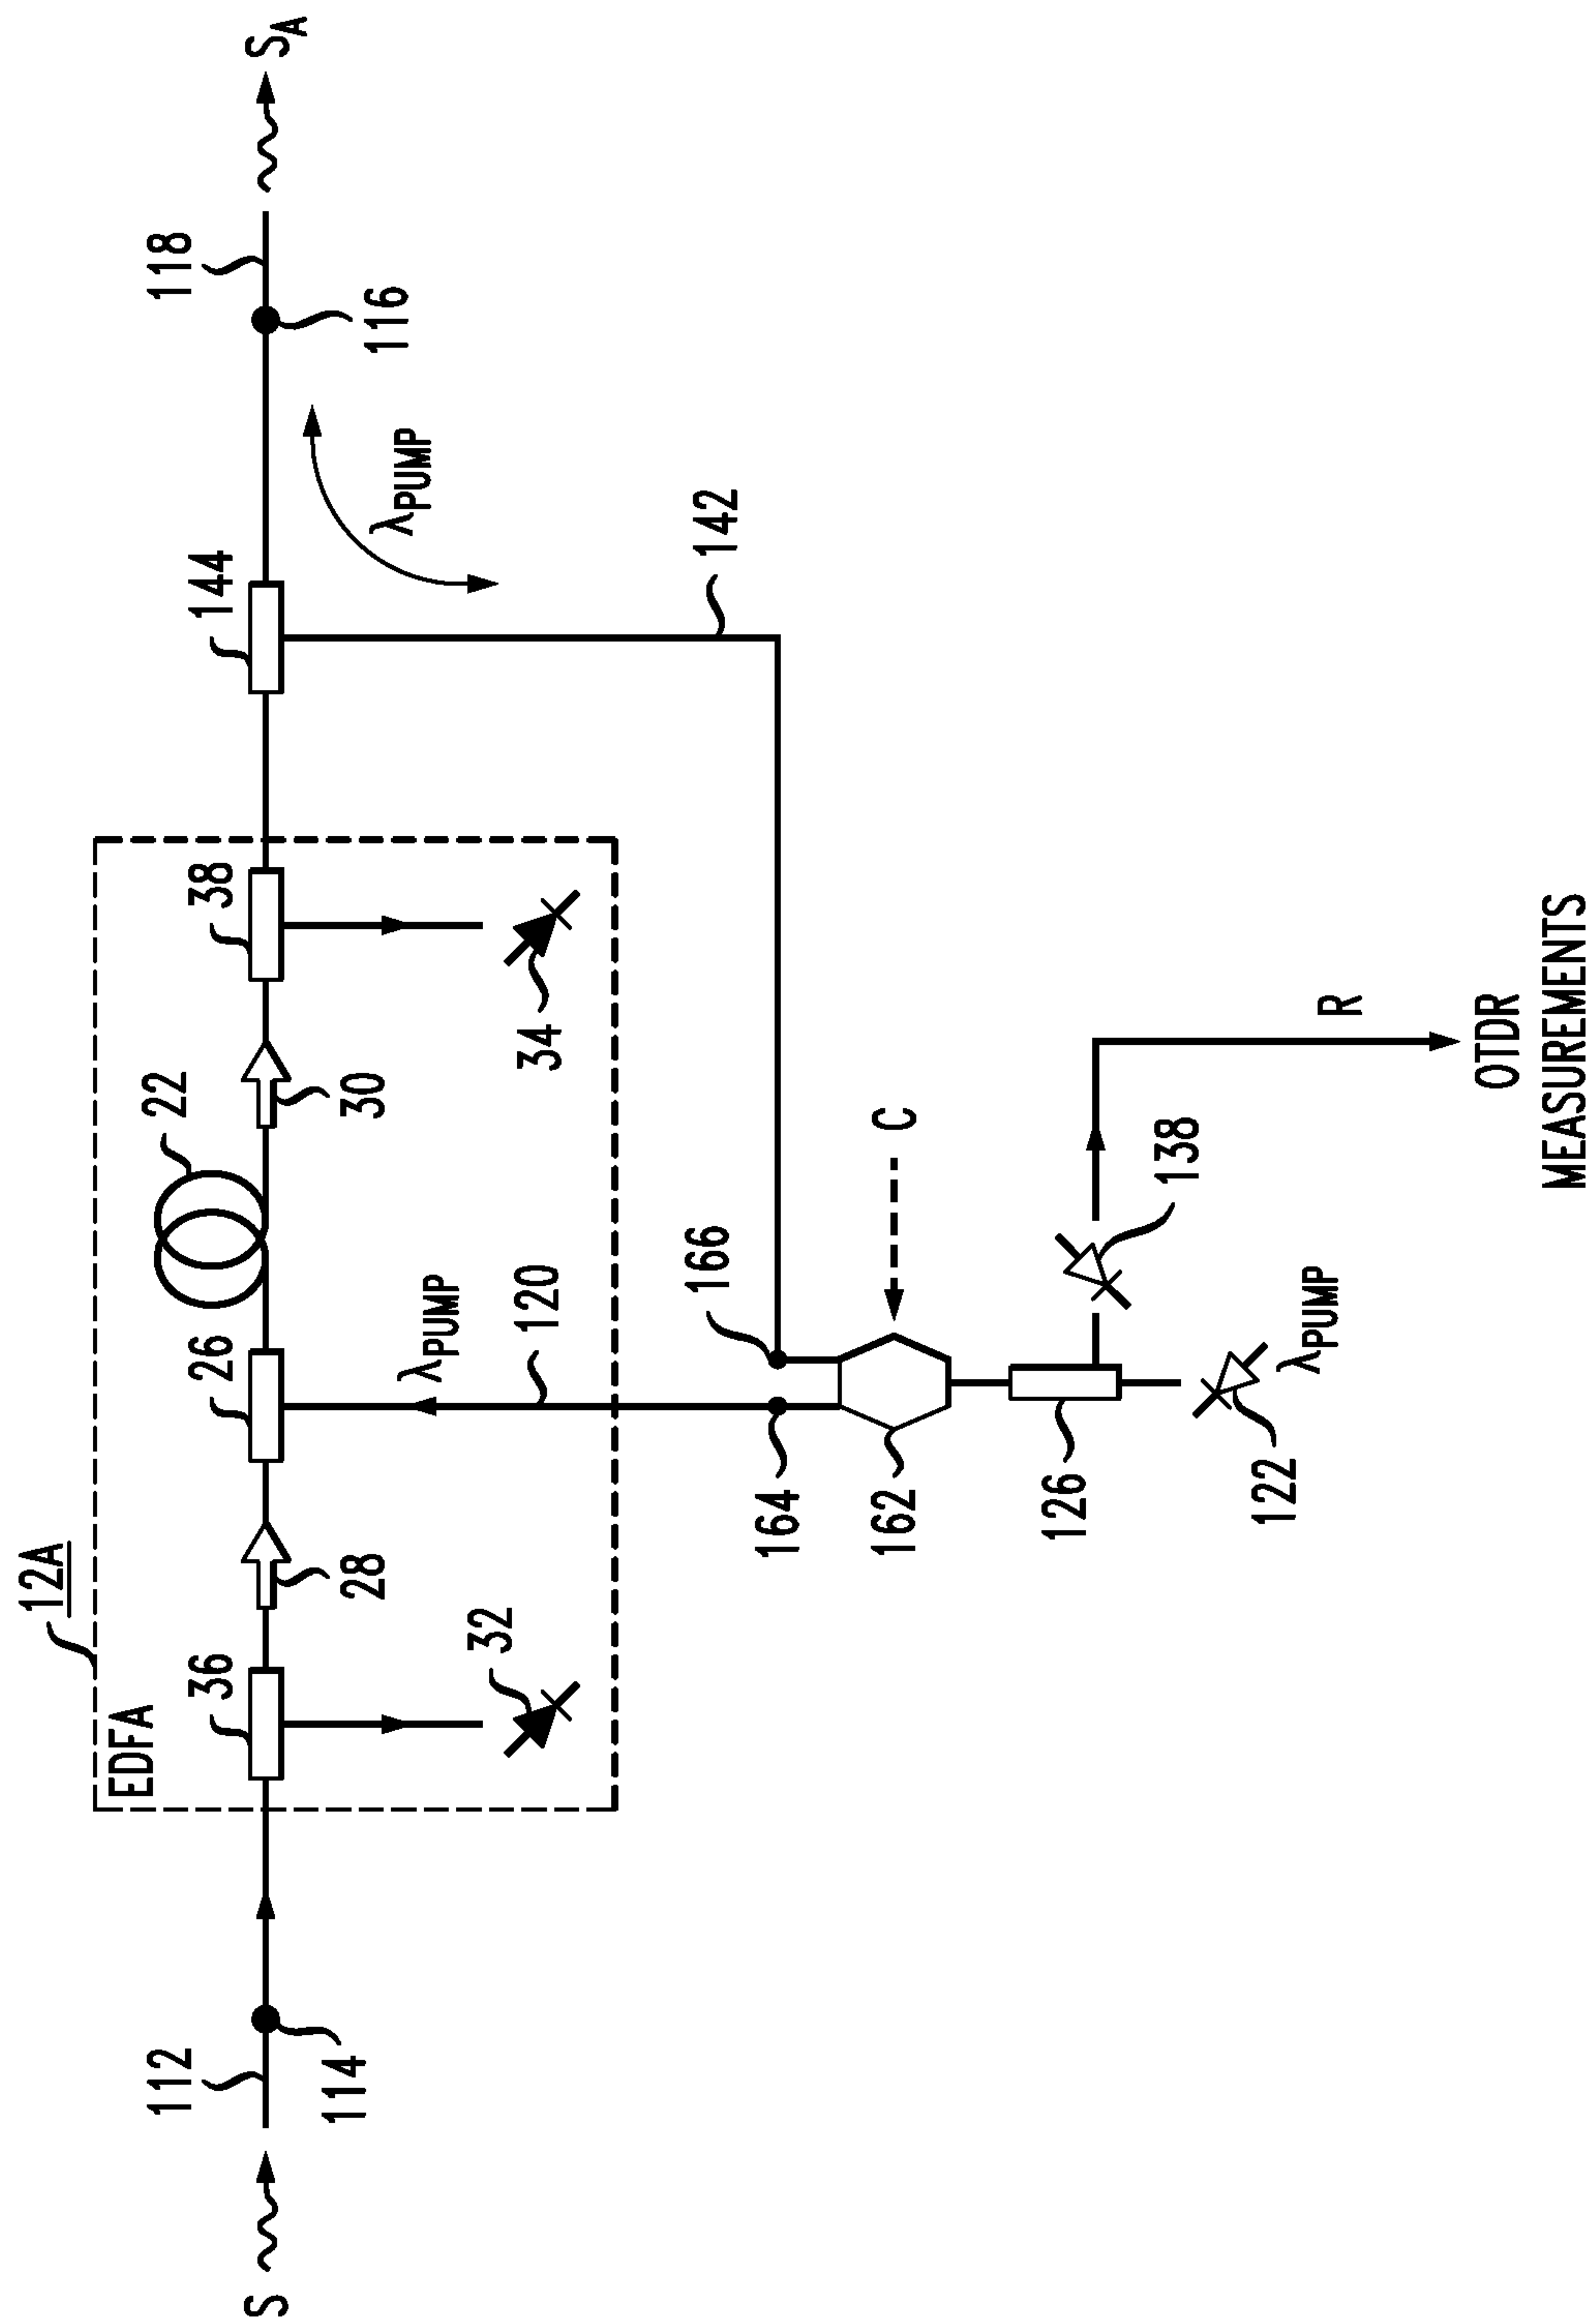 12A
EDFA
S
112
114
36
32
28
26
λPUMP
120
22
30
38
34
144
142
λPUMP
118
116
SA
164
166
162
C
126
138
122
λPUMP
R
OTDR
MEASUREMENTS